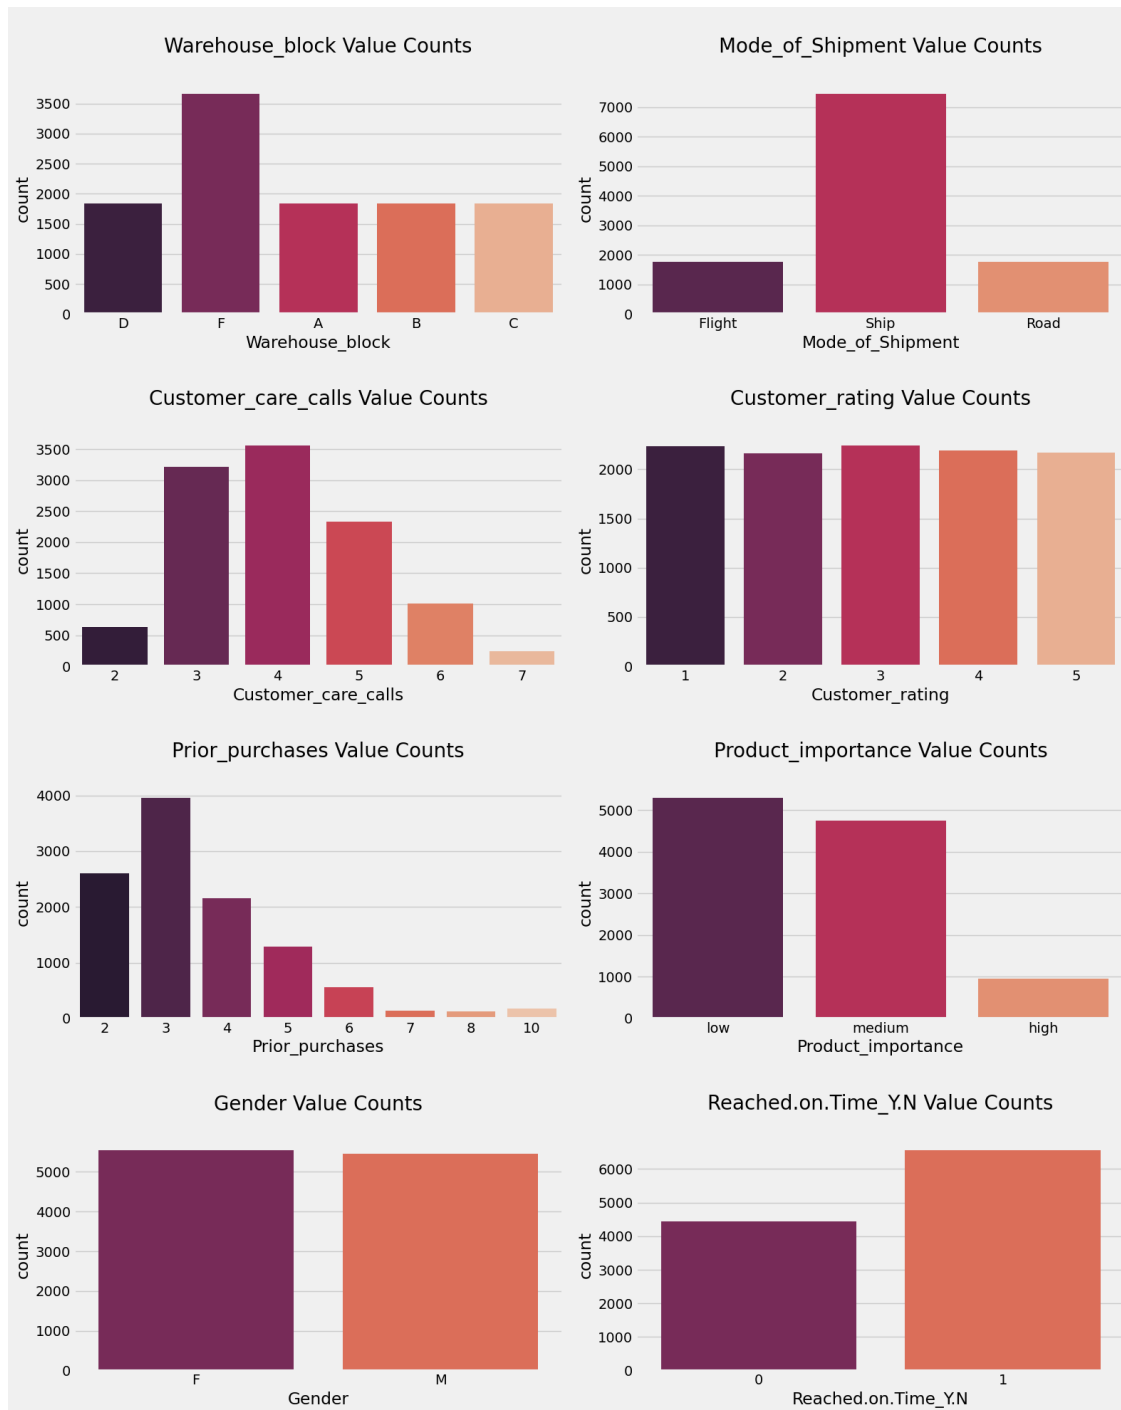 Warehouse_block Value Counts
3500
3000
2500
2000
1500
1000
500
0
count
D F A B C
Warehouse_block
Mode_of_Shipment Value Counts
7000
6000
5000
4000
3000
2000
1000
0
count
Flight Ship Road
Mode_of_Shipment
Customer_care_calls Value Counts
3500
3000
2500
2000
1500
1000
500
0
count
2 3 4 5 6 7
Customer_care_calls
Customer_rating Value Counts
2000
1500
1000
500
0
count
1 2 3 4 5
Customer_rating
Prior_purchases Value Counts
4000
3000
2000
1000
0
count
2 3 4 5 6 7 8 10
Prior_purchases
Product_importance Value Counts
5000
4000
3000
2000
1000
0
count
low medium high
Product_importance
Gender Value Counts
5000
4000
3000
2000
1000
0
count
F M
Gender
Reached.on.Time_Y.N Value Counts
6000
5000
4000
3000
2000
1000
0
count
0 1
Reached.on.Time_Y.N